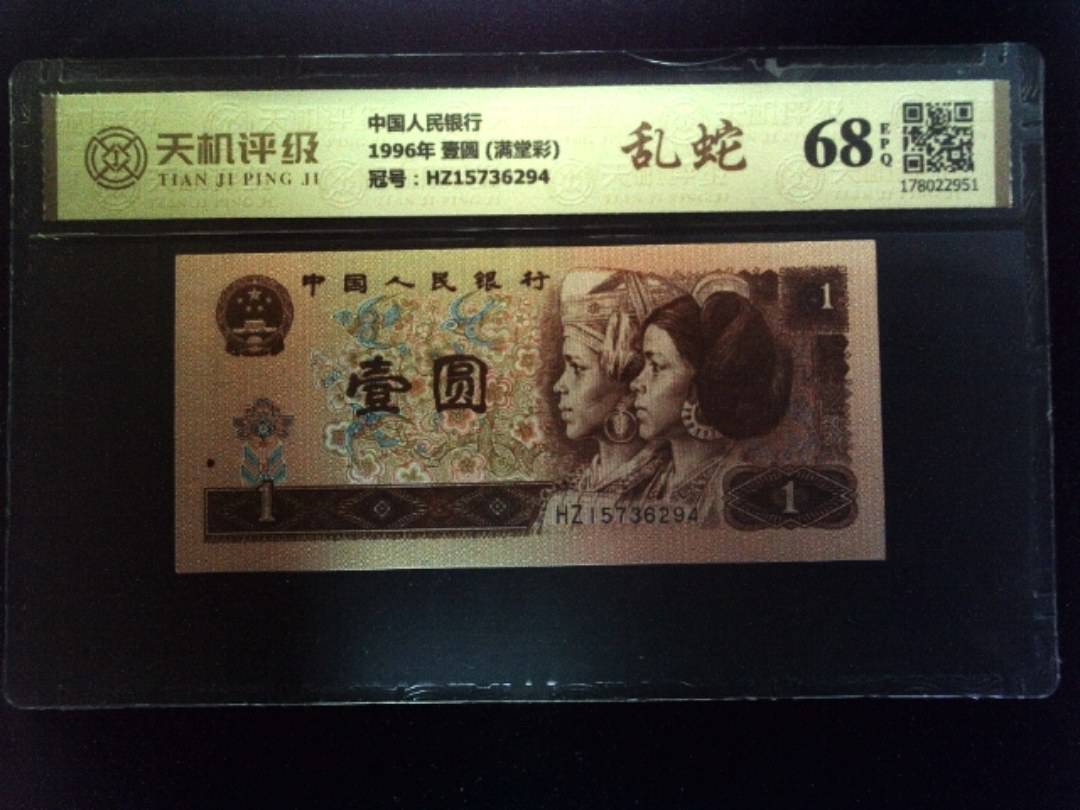 天机评级
TIAN JI PING JI
中国人民银行
1996年 壹圆 (满堂彩)
冠号：HZ15736294
乱蛇
68
EPQ
178022951
中国人民银行
1
壹圆
1
HZ15736294
1